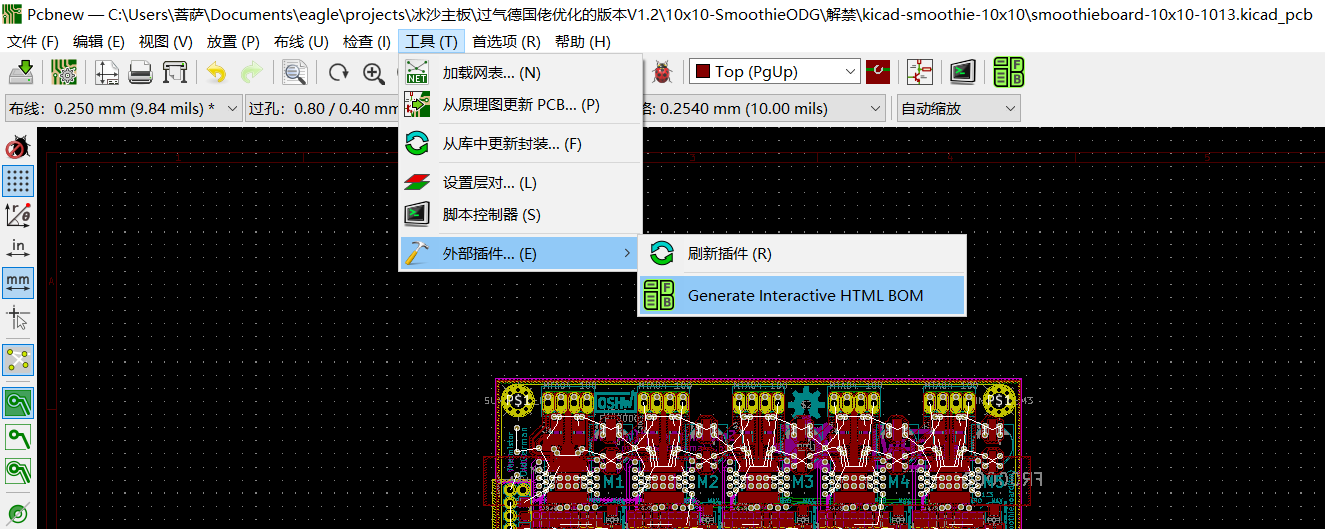 Pcbnew — C:\Users\菩萨\Documents\eagle\projects\冰沙主板\过气德国佬优化的版本V1.2\10x10-SmoothieODG\解禁\kicad-smoothie-10x10\smoothieboard-10x10-1013.kicad_pcb
文件 (F) 编辑 (E) 视图 (V) 放置 (P) 布线 (U) 检查 (I) 工具 (T) 首选项 (R) 帮助 (H)
NET 加载网表... (N)
Top (PgUp)
F B
从原理图更新 PCB... (P)
布线：0.250 mm (9.84 mils) *
过孔：0.80 / 0.40 mm
格: 0.2540 mm (10.00 mils)
自动缩放
从库中更新封装... (F)
设置层对... (L)
脚本控制器 (S)
外部插件... (E)
刷新插件 (R)
F B Generate Interactive HTML BOM
in
mm
PS1
OSHW
PS1
M3
M1
M2
M3
M4